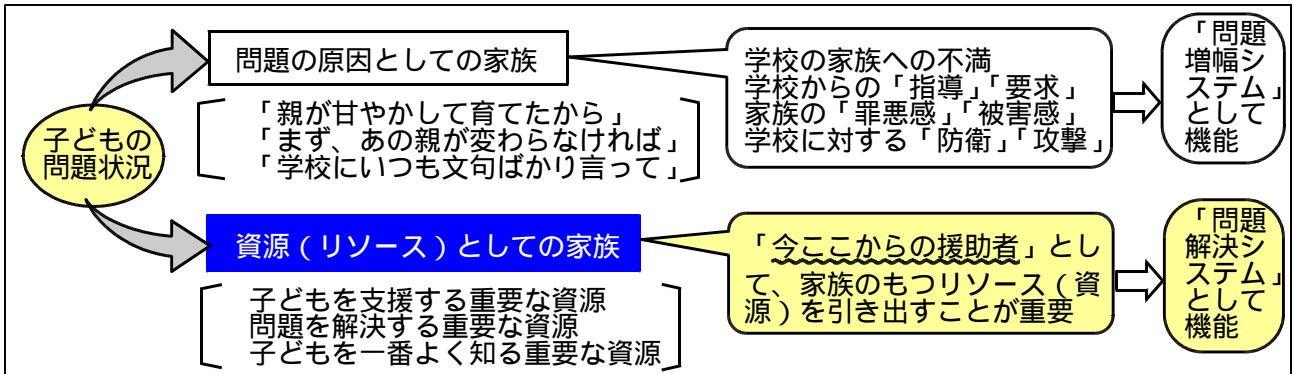 子どもの
問題状況
問題の原因としての家族
「親が甘やかして育てたから」
「まず、あの親が変わらなければ」
「学校にいつも文句ばかり言って」
学校の家族への不満
学校からの「指導」「要求」
家族の「罪悪感」「被害感」
学校に対する「防衛」「攻撃」
「問題
増幅シ
ステム」
として
機能
資源(リソース)としての家族
子どもを支援する重要な資源
問題を解決する重要な資源
子どもを一番よく知る重要な資源
「今ここからの援助者」とし
て、家族のもつリソース(資
源)を引き出すことが重要
「問題
解決シ
ステム」
として
機能